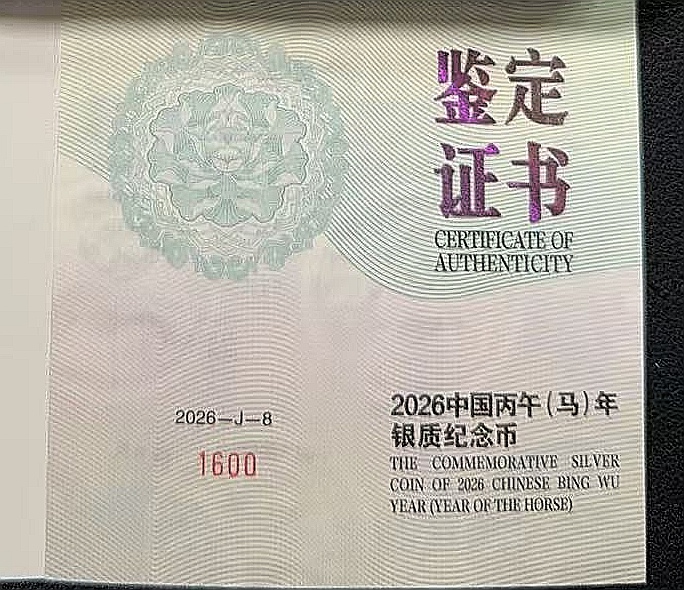 鉴定
证书
CERTIFICATE OF
AUTHENTICITY
2026—J—8
1600
2026中国丙午(马)年
银质纪念币
THE COMMEMORATIVE SILVER
COIN OF 2026 CHINESE BING WU
YEAR (YEAR OF THE HORSE)